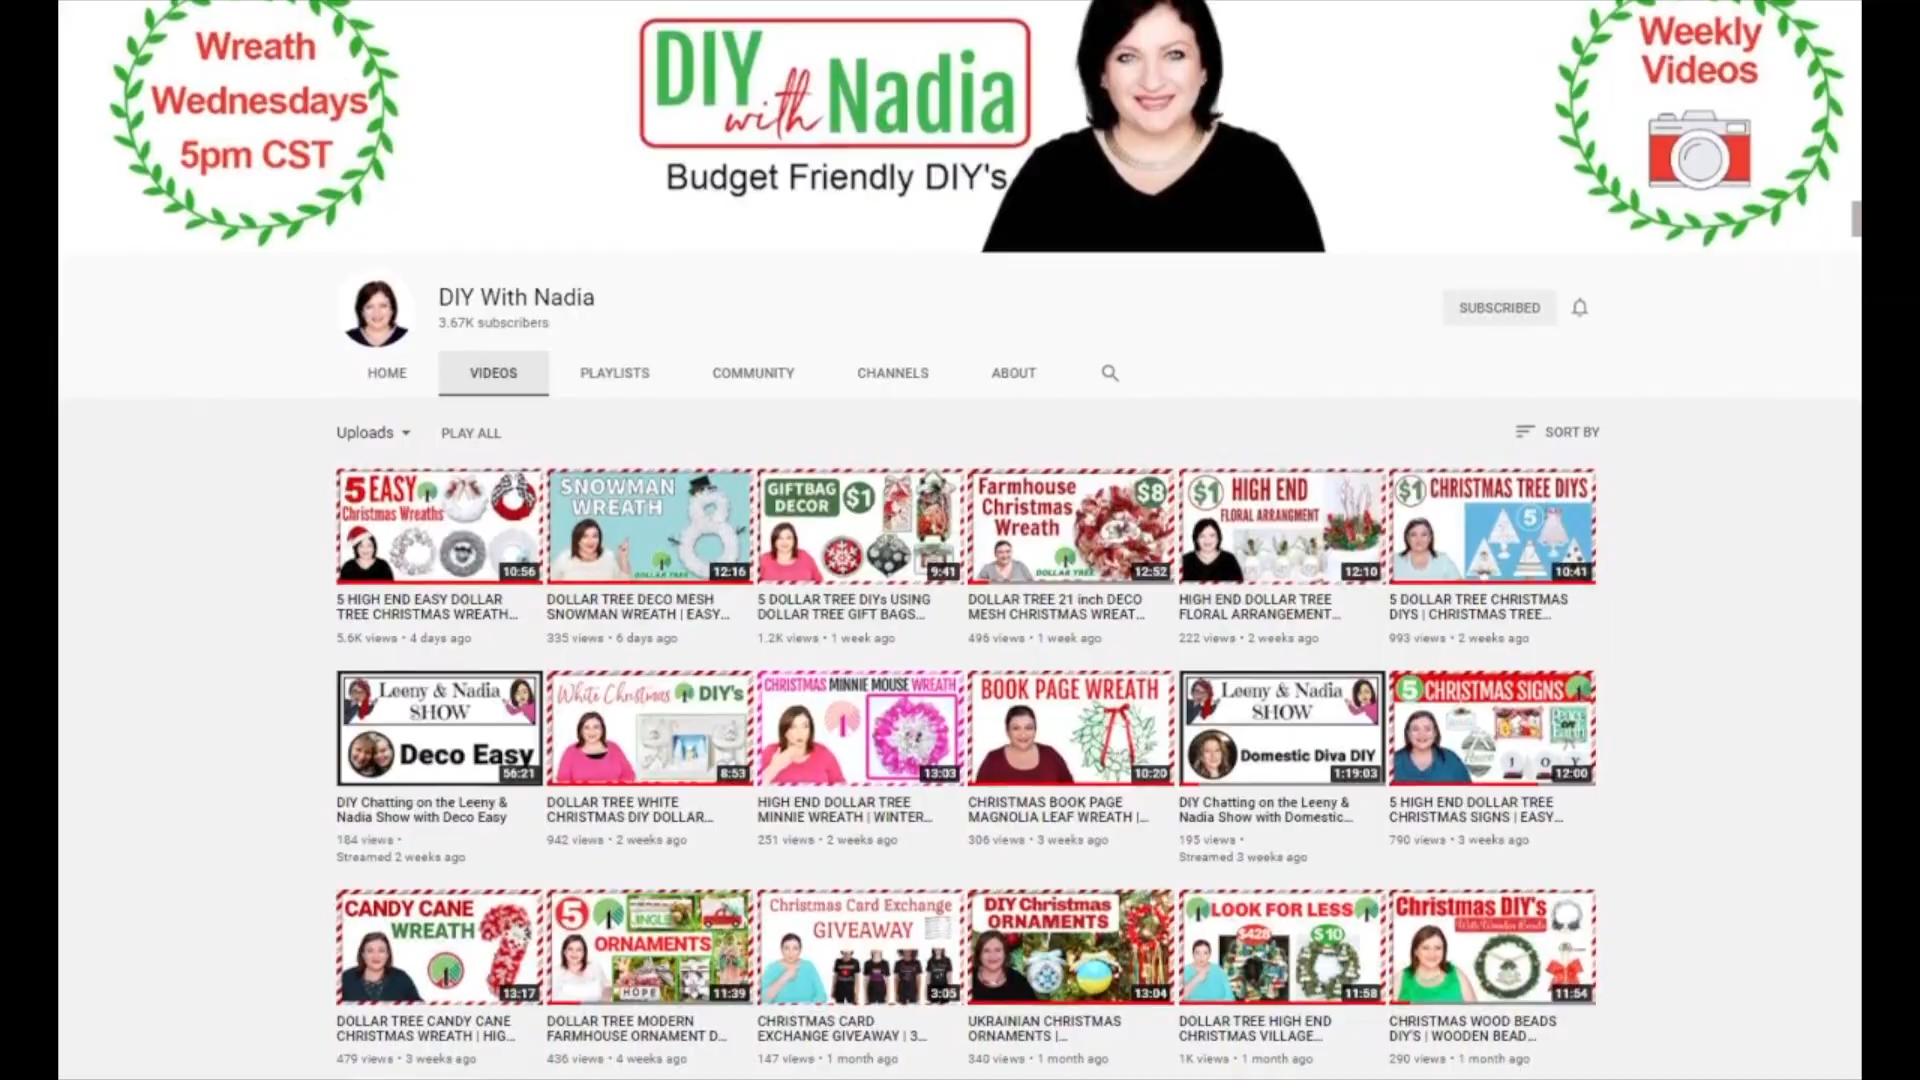 Wreath
Wednesdays
5pm CST
DIY
with Nadia
Budget Friendly DIY's
Weekly
Videos
DIY With Nadia
3.67K subscribers
SUBSCRIBED
HOME VIDEOS PLAYLISTS COMMUNITY CHANNELS ABOUT
Uploads PLAY ALL SORT BY
5 EASY
Christmas Wreaths
10:56
SNOWMAN
WREATH
DOLLAR TREE
12:16
GIFTBAG
DECOR $1
9:41
Farmhouse
Christmas
Wreath
$8
DOLLAR TREE
12:52
$1 HIGH END
FLORAL ARRANGMENT
12:10
$1 CHRISTMAS TREE DIYS
5
10:41
5 HIGH END EASY DOLLAR
TREE CHRISTMAS WREATH...
5.6K views • 4 days ago
DOLLAR TREE DECO MESH
SNOWMAN WREATH | EASY...
335 views • 6 days ago
5 DOLLAR TREE DIYs USING
DOLLAR TREE GIFT BAGS...
1.2K views • 1 week ago
DOLLAR TREE 21 inch DECO
MESH CHRISTMAS WREAT...
496 views • 1 week ago
HIGH END DOLLAR TREE
FLORAL ARRANGEMENT...
222 views • 2 weeks ago
5 DOLLAR TREE CHRISTMAS
DIYS | CHRISTMAS TREE...
993 views • 2 weeks ago
Leeny & Nadia
SHOW
Deco Easy
56:21
White Christmas DIY's
8:53
CHRISTMAS MINNIE MOUSE WREATH
13:03
BOOK PAGE WREATH
10:20
Leeny & Nadia
SHOW
Domestic Diva DIY
1:19:03
5 CHRISTMAS SIGNS
Peace
on
Earth
J O Y
12:00
DIY Chatting on the Leeny &
Nadia Show with Deco Easy
184 views •
Streamed 2 weeks ago
DOLLAR TREE WHITE
CHRISTMAS DIY DOLLAR...
942 views • 2 weeks ago
HIGH END DOLLAR TREE
MINNIE WREATH | WINTER...
251 views • 2 weeks ago
CHRISTMAS BOOK PAGE
MAGNOLIA LEAF WREATH |...
306 views • 3 weeks ago
DIY Chatting on the Leeny &
Nadia Show with Domestic...
195 views •
Streamed 3 weeks ago
5 HIGH END DOLLAR TREE
CHRISTMAS SIGNS | EASY...
790 views • 3 weeks ago
CANDY CANE
WREATH
13:17
5
JINGLE
ORNAMENTS
HOPE
11:39
Christmas Card Exchange
GIVEAWAY
3:05
DIY Christmas
ORNAMENTS
13:04
LOOK FOR LESS
$428 $10
11:58
Christmas DIY's
With Wooden Beads
11:54
DOLLAR TREE CANDY CANE
CHRISTMAS WREATH | HIG...
479 views • 3 weeks ago
DOLLAR TREE MODERN
FARMHOUSE ORNAMENT D...
436 views • 4 weeks ago
CHRISTMAS CARD
EXCHANGE GIVEAWAY | 3...
147 views • 1 month ago
UKRAINIAN CHRISTMAS
ORNAMENTS |...
340 views • 1 month ago
DOLLAR TREE HIGH END
CHRISTMAS VILLAGE...
1K views • 1 month ago
CHRISTMAS WOOD BEADS
DIY'S | WOODEN BEAD...
290 views • 1 month ago